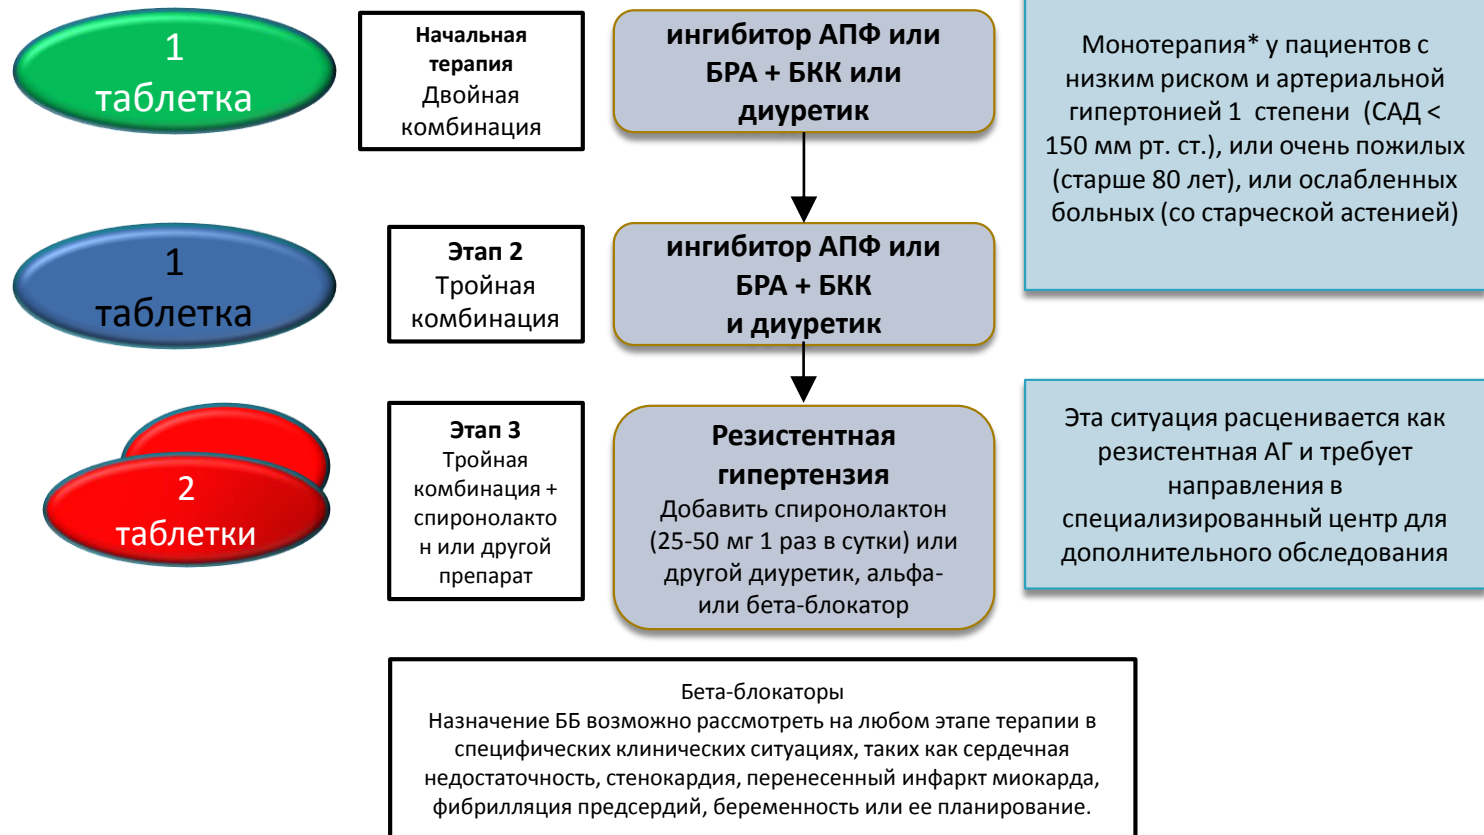 1
таблетка
Начальная
терапия
Двойная
комбинация
ингибитор АПФ или
БРА + БКК или
диуретик
Монотерапия* у пациентов с
низким риском и артериальной
гипертонией 1 степени (САД <
150 мм рт. ст.), или очень пожилых
(старше 80 лет), или ослабленных
больных (со старческой астенией)
1
таблетка
Этап 2
Тройная
комбинация
ингибитор АПФ или
БРА + БКК
и диуретик
2
таблетки
Этап 3
Тройная
комбинация +
спиронолакто
н или другой
препарат
Резистентная
гипертензия
Добавить спиронолактон
(25-50 мг 1 раз в сутки) или
другой диуретик, альфа-
или бета-блокатор
Эта ситуация расценивается как
резистентная АГ и требует
направления в
специализированный центр для
дополнительного обследования
Бета-блокаторы
Назначение ББ возможно рассмотреть на любом этапе терапии в
специфических клинических ситуациях, таких как сердечная
недостаточность, стенокардия, перенесенный инфаркт миокарда,
фибрилляция предсердий, беременность или ее планирование.